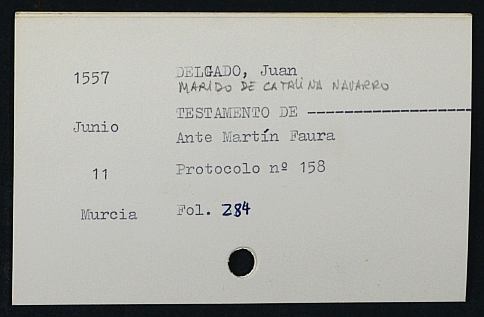 1557
DELGADO, Juan
MARIDO DE CATALINA NAVARRO
TESTAMENTO DE --------------------
Junio
Ante Martín Faura
11
Protocolo nº 158
Murcia
Fol. 284